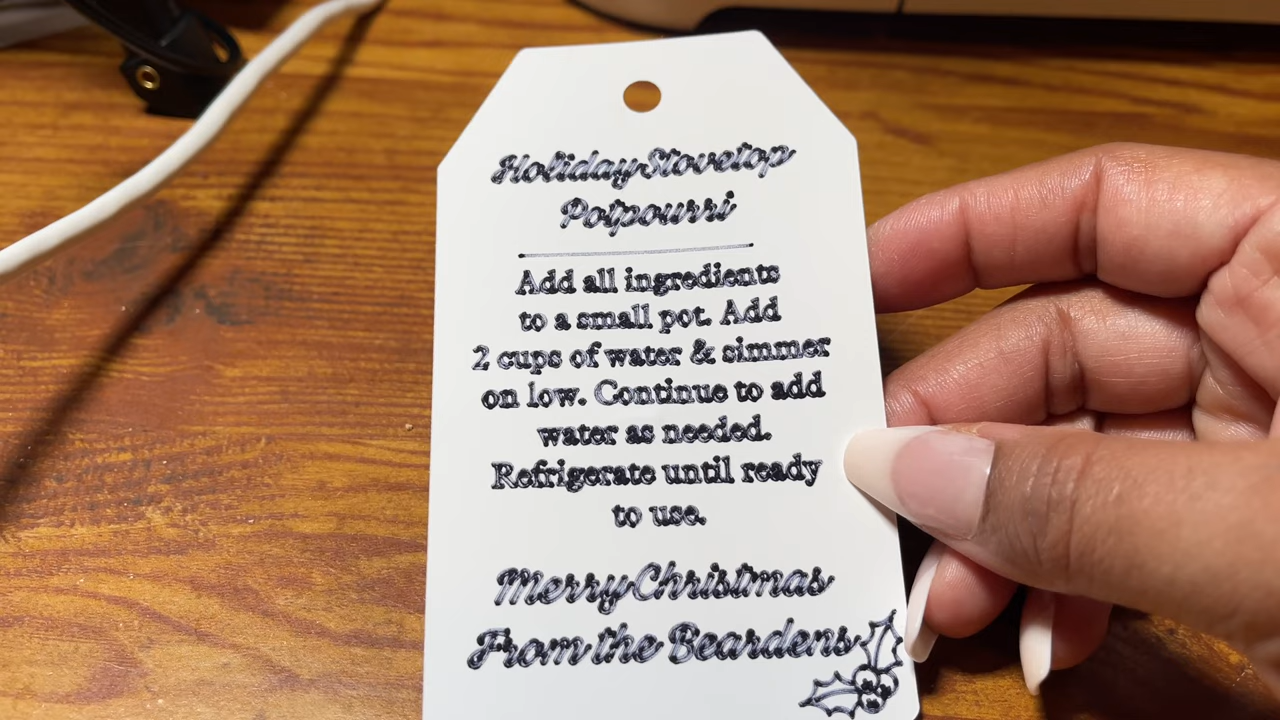 Holiday Stovetop
Potpourri
Add all ingredients
to a small pot. Add
2 cups of water & simmer
on low. Continue to add
water as needed.
Refrigerate until ready
to use.
Merry Christmas
From the Beardens